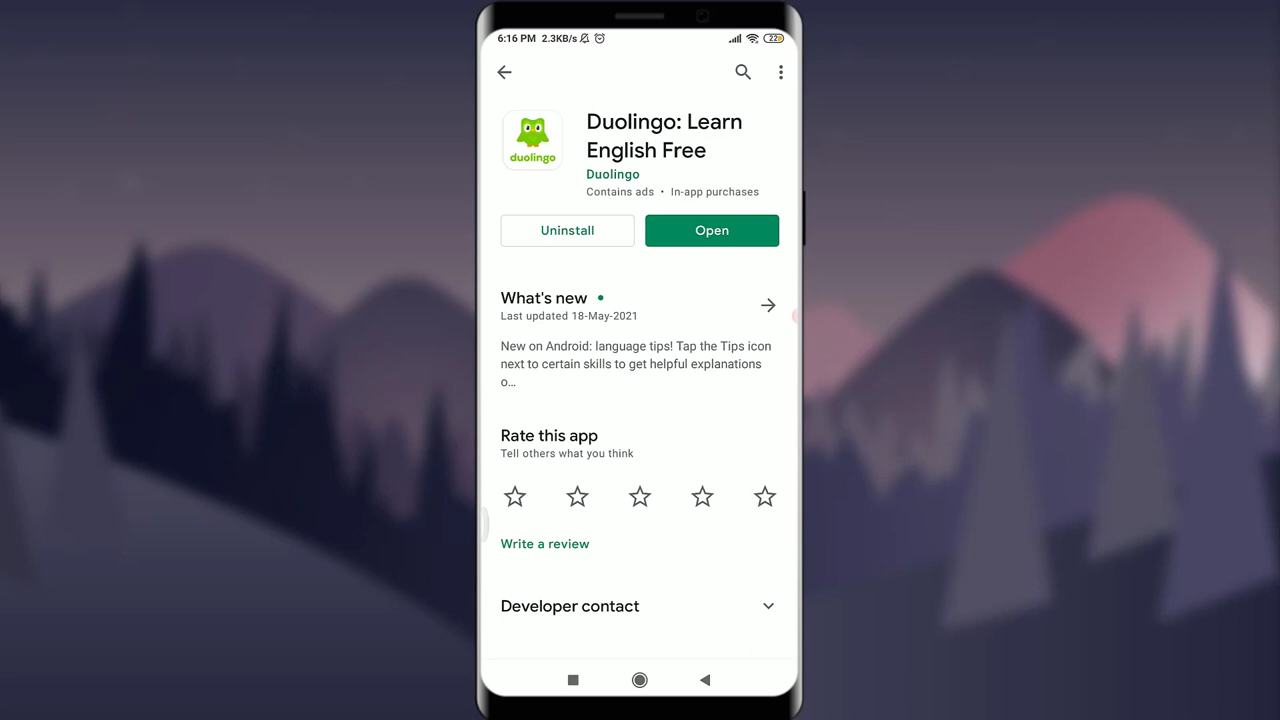 6:16 PM 2.3KB/s 22
duolingo
Duolingo: Learn
English Free
Duolingo
Contains ads • In-app purchases
Uninstall Open
What's new
Last updated 18-May-2021
New on Android: language tips! Tap the Tips icon
next to certain skills to get helpful explanations
o...
Rate this app
Tell others what you think
Write a review
Developer contact